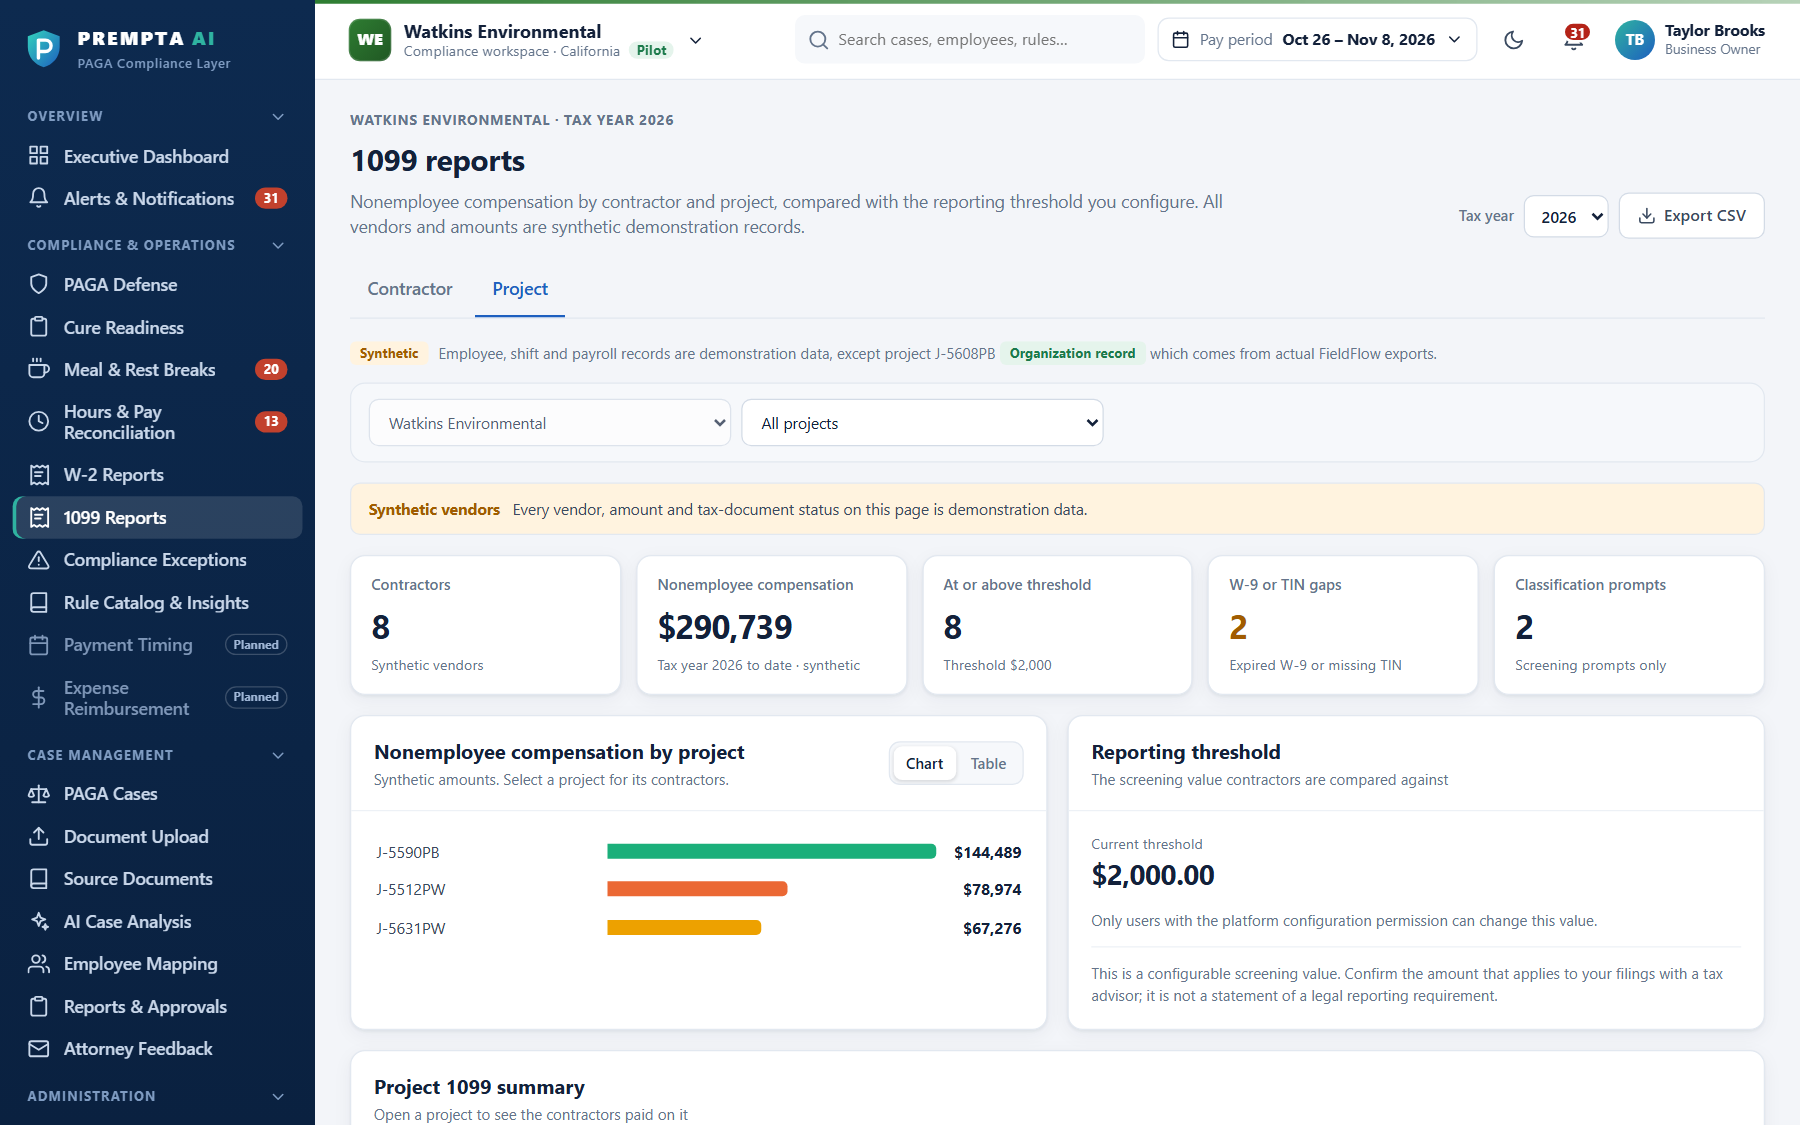 PREMPTA AI
PAGA Compliance Layer
OVERVIEW
Executive Dashboard
Alerts & Notifications 31
COMPLIANCE & OPERATIONS
PAGA Defense
Cure Readiness
Meal & Rest Breaks 20
Hours & Pay
Reconciliation 13
W-2 Reports
1099 Reports
Compliance Exceptions
Rule Catalog & Insights
Payment Timing Planned
Expense
Reimbursement Planned
CASE MANAGEMENT
PAGA Cases
Document Upload
Source Documents
AI Case Analysis
Employee Mapping
Reports & Approvals
Attorney Feedback
ADMINISTRATION
WE Watkins Environmental
Compliance workspace · California Pilot
Search cases, employees, rules...
Pay period Oct 26 – Nov 8, 2026
31
TB Taylor Brooks
Business Owner
WATKINS ENVIRONMENTAL · TAX YEAR 2026
1099 reports
Nonemployee compensation by contractor and project, compared with the reporting threshold you configure. All
vendors and amounts are synthetic demonstration records.
Tax year 2026 Export CSV
Contractor Project
Synthetic Employee, shift and payroll records are demonstration data, except project J-5608PB Organization record which comes from actual FieldFlow exports.
Watkins Environmental All projects
Synthetic vendors Every vendor, amount and tax-document status on this page is demonstration data.
Contractors
8
Synthetic vendors
Nonemployee compensation
$290,739
Tax year 2026 to date · synthetic
At or above threshold
8
Threshold $2,000
W-9 or TIN gaps
2
Expired W-9 or missing TIN
Classification prompts
2
Screening prompts only
Nonemployee compensation by project
Synthetic amounts. Select a project for its contractors.
Chart Table
J-5590PB $144,489
J-5512PW $78,974
J-5631PW $67,276
Reporting threshold
The screening value contractors are compared against
Current threshold
$2,000.00
Only users with the platform configuration permission can change this value.
This is a configurable screening value. Confirm the amount that applies to your filings with a tax
advisor; it is not a statement of a legal reporting requirement.
Project 1099 summary
Open a project to see the contractors paid on it